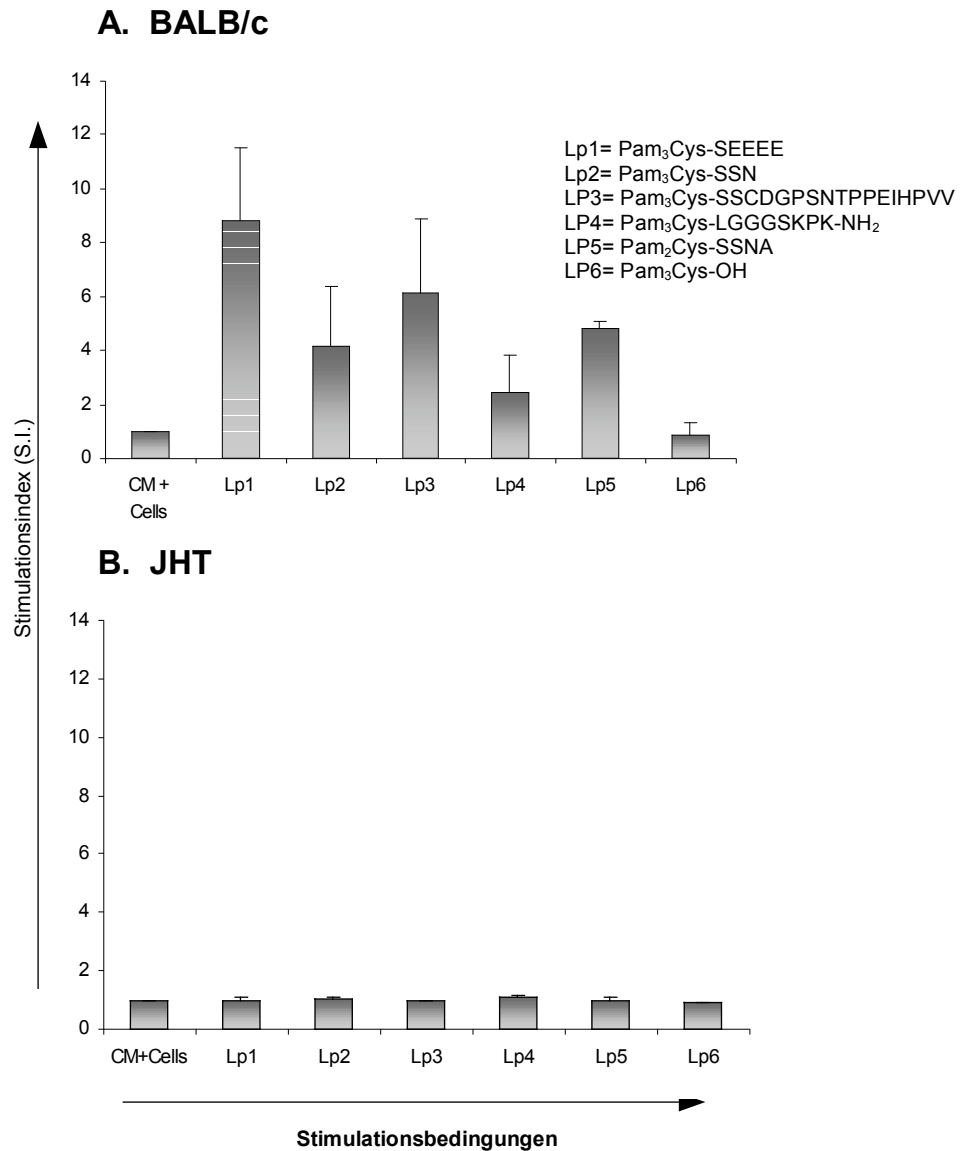 A. BALB/c
14
12
10
8
6
4
2
0
Lp1= Pam₃Cys-SEEEE
Lp2= Pam₃Cys-SSN
LP3= Pam₃Cys-SSCDGPSNTPPEIHPVV
LP4= Pam₃Cys-LGGGSKPK-NH₂
LP5= Pam₂Cys-SSNA
LP6= Pam₃Cys-OH
CM + Cells
Lp1
Lp2
Lp3
Lp4
Lp5
Lp6
Stimulationsindex (S.I.)
B. JHT
14
12
10
8
6
4
2
0
CM+Cells
Lp1
Lp2
Lp3
Lp4
Lp5
Lp6
Stimulationsbedingungen